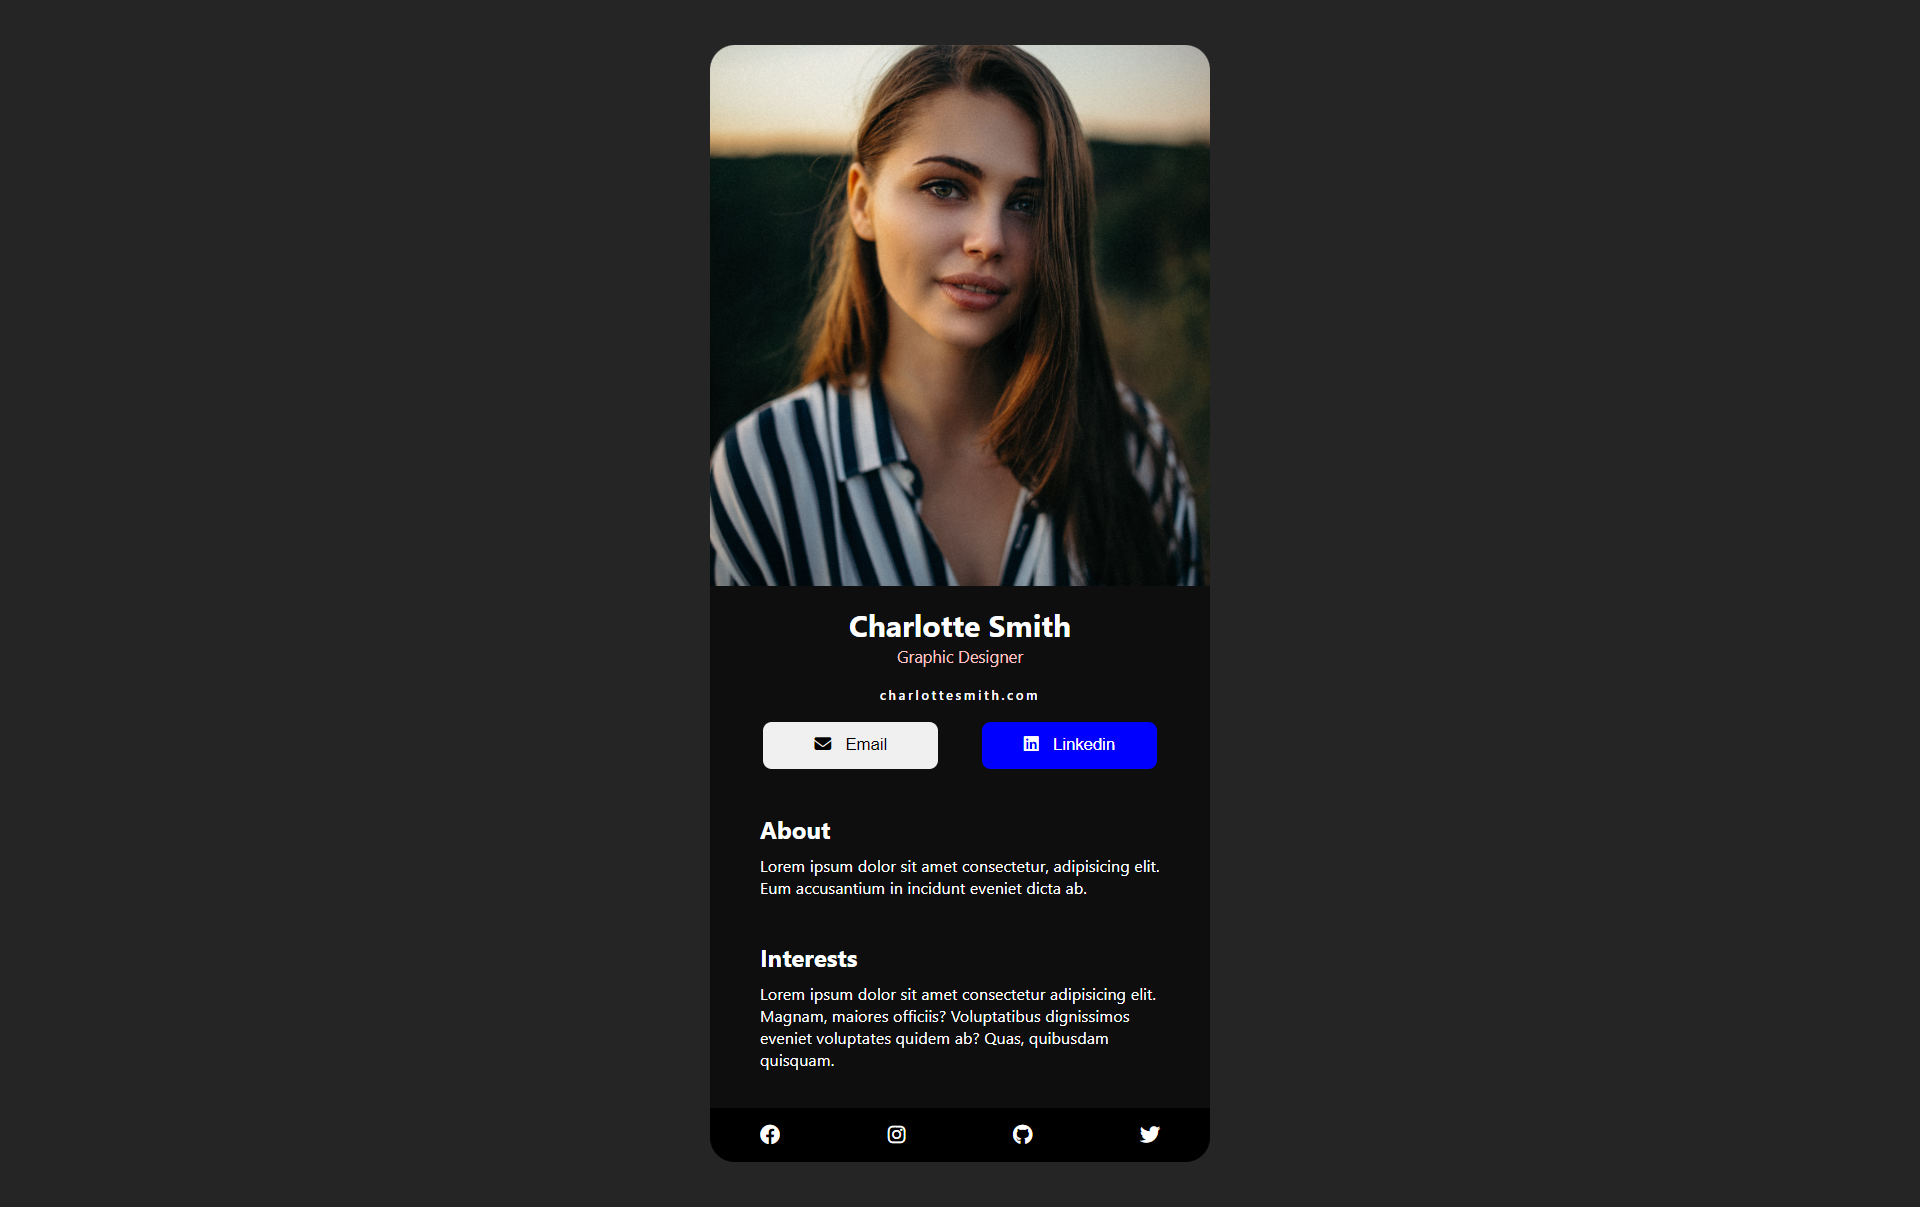 Charlotte Smith
Graphic Designer
charlottesmith.com
Email
Linkedin
About
Lorem ipsum dolor sit amet consectetur, adipisicing elit.
Eum accusantium in incidunt eveniet dicta ab.
Interests
Lorem ipsum dolor sit amet consectetur adipisicing elit.
Magnam, maiores officiis? Voluptatibus dignissimos
eveniet voluptates quidem ab? Quas, quibusdam
quisquam.